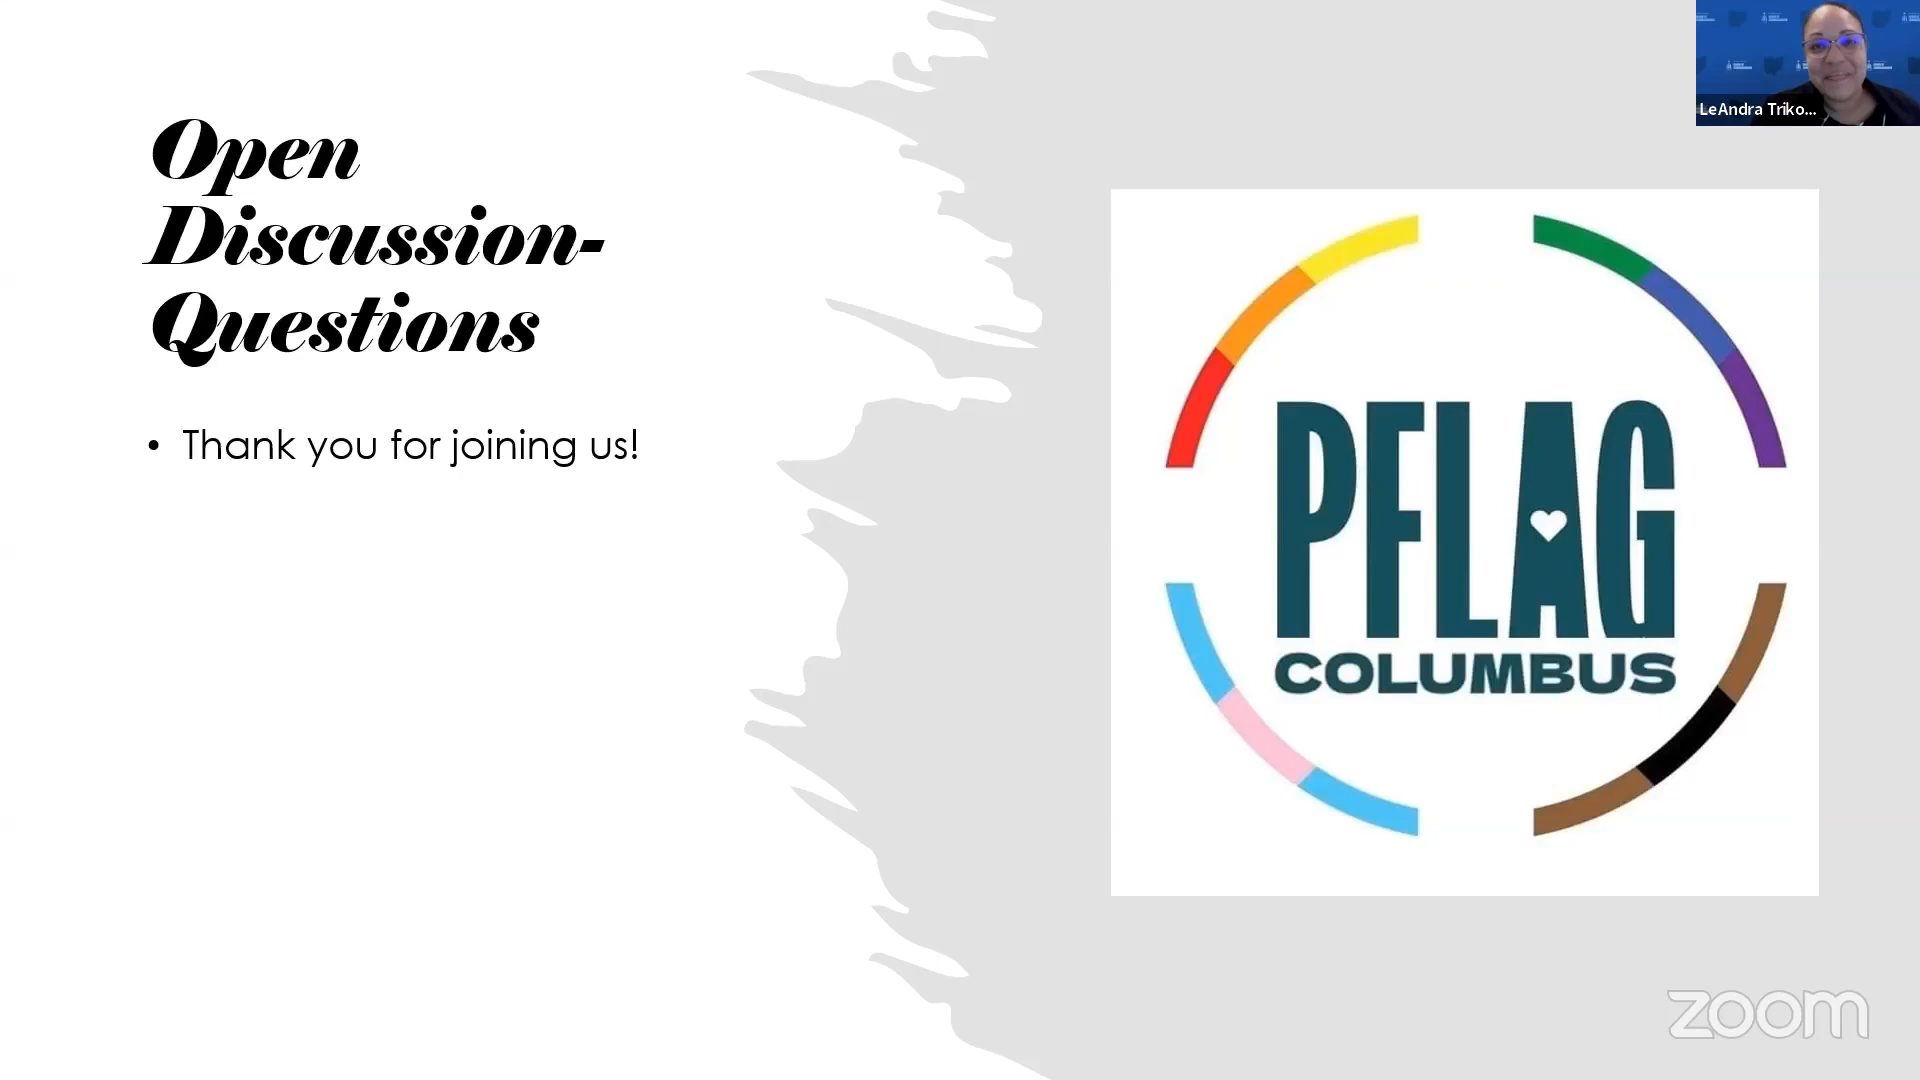 Open
Discussion-
Questions
• Thank you for joining us!
LeAndra Triko...
PFLAG
COLUMBUS
zoom